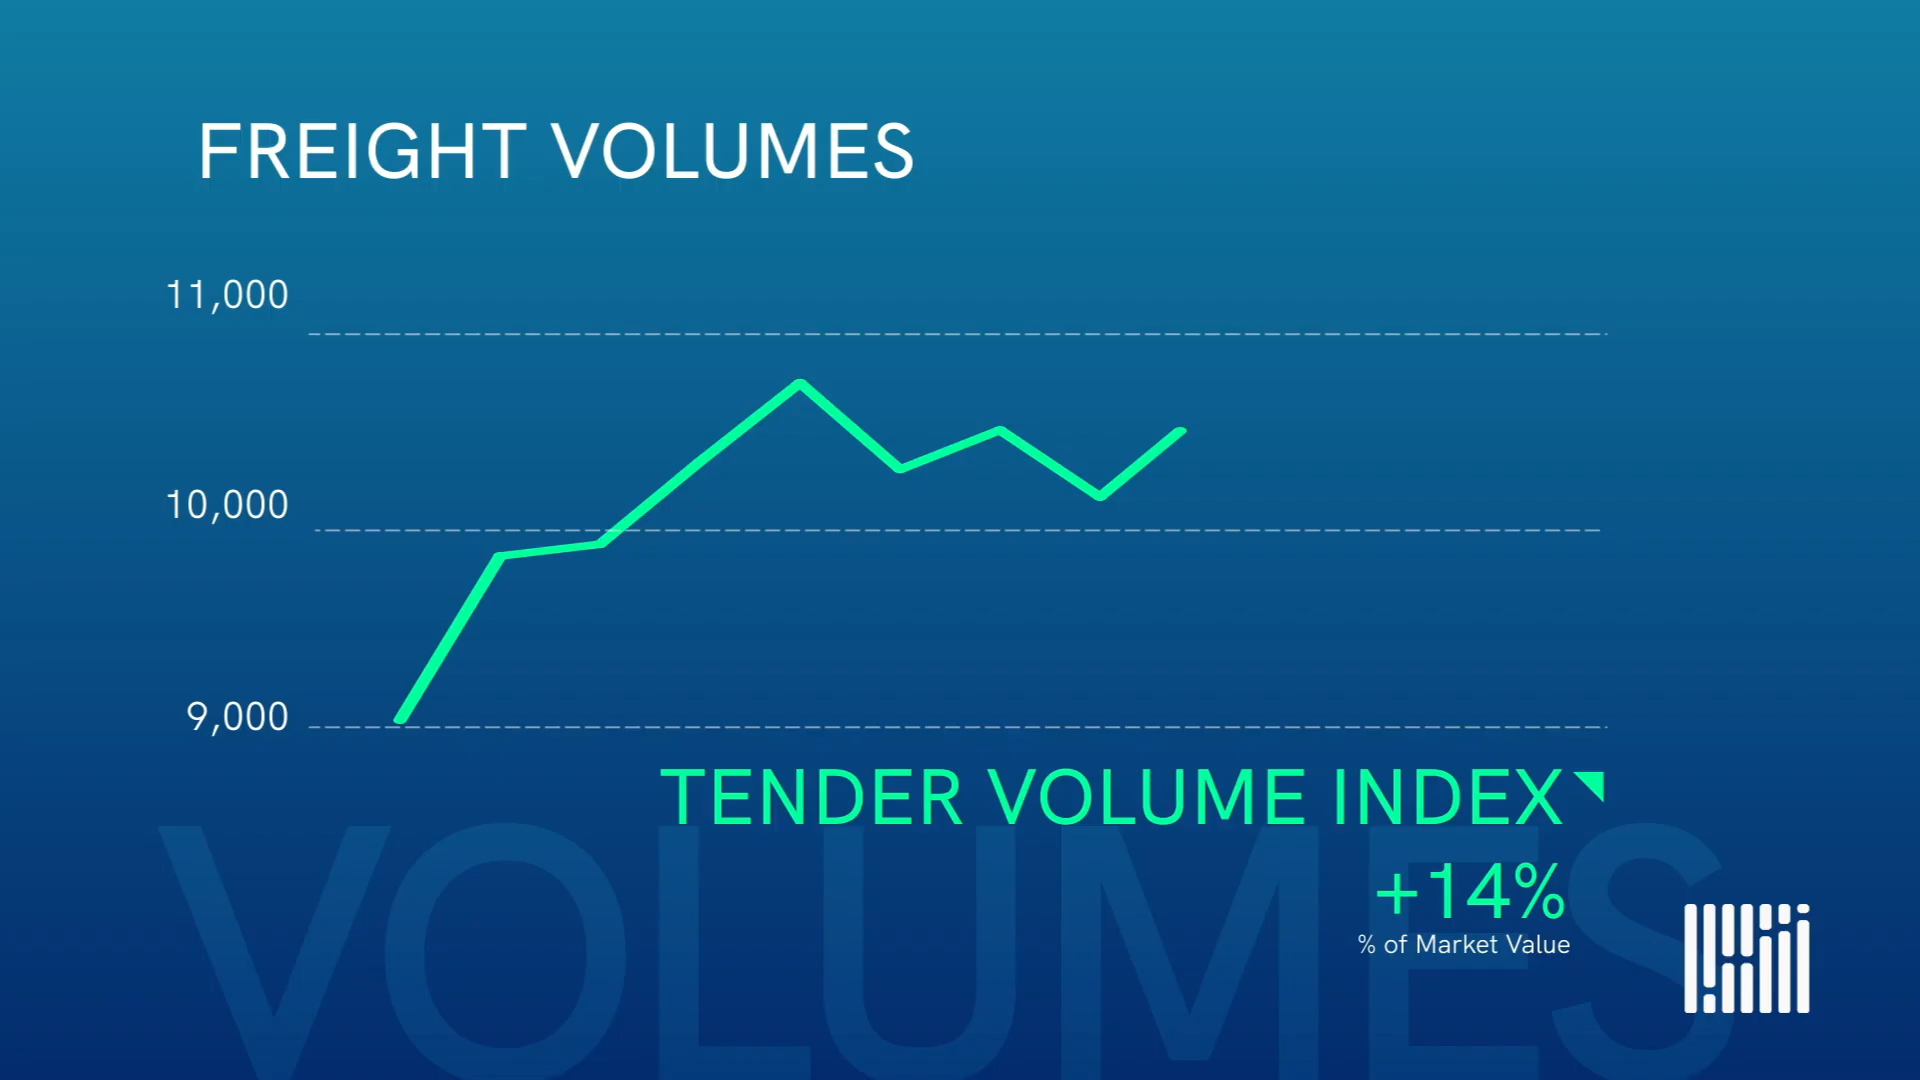 FREIGHT VOLUMES
11,000
10,000
9,000
TENDER VOLUME INDEX
+14%
% of Market Value
VOLUMES